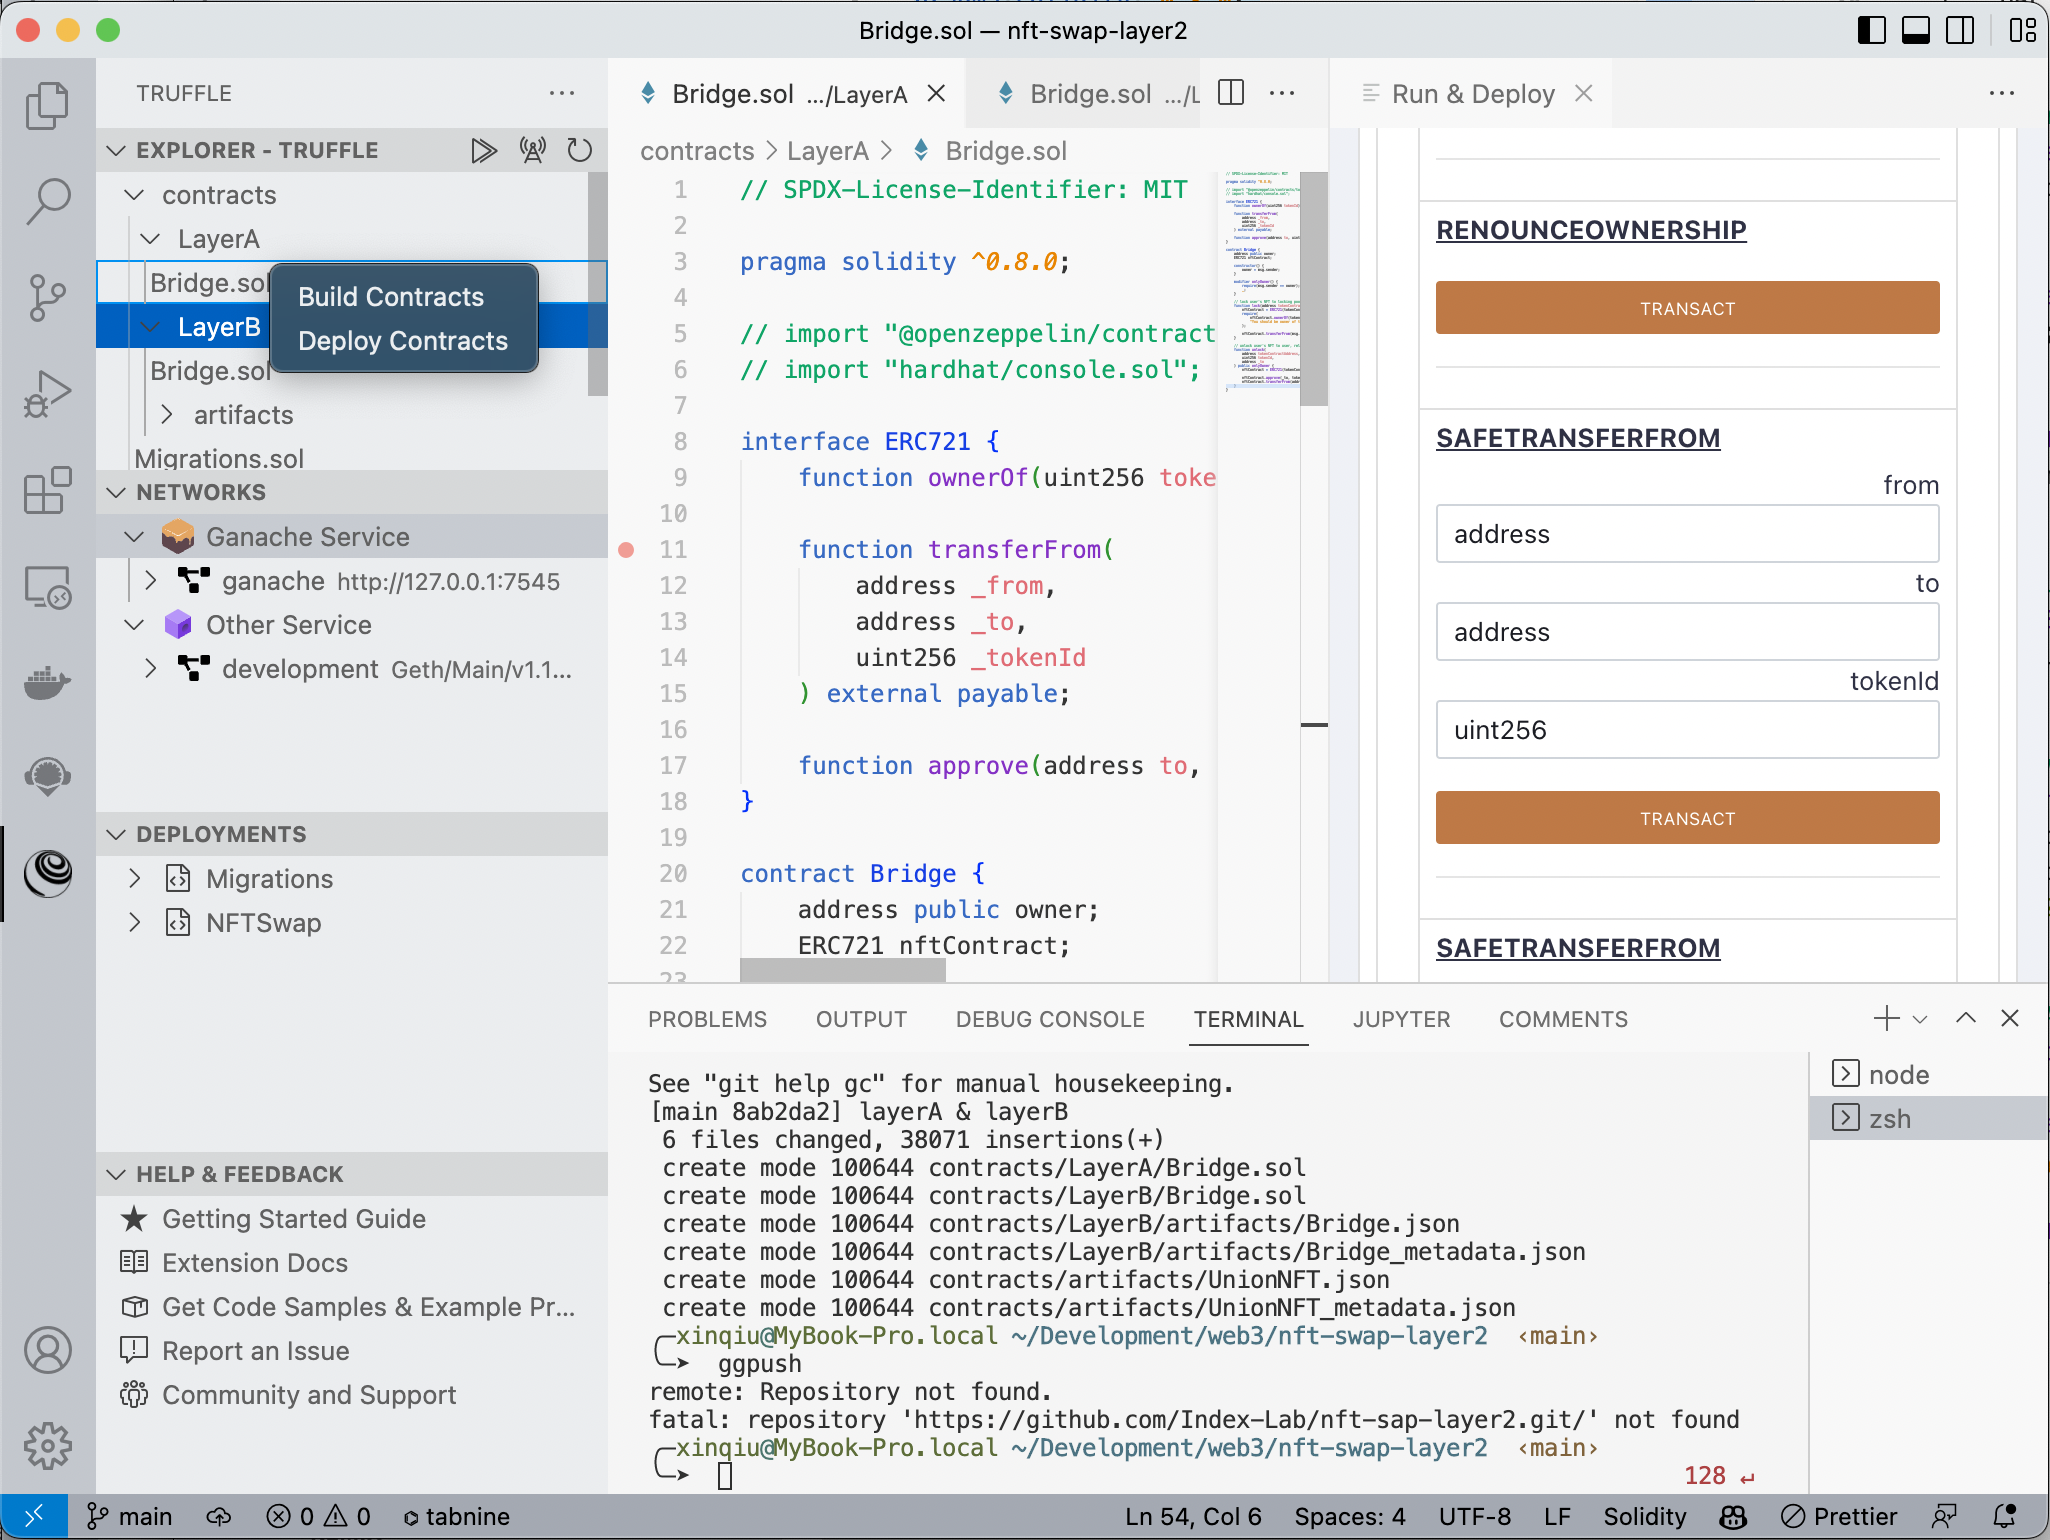 Bridge.sol — nft-swap-layer2
TRUFFLE
EXPLORER - TRUFFLE
contracts
LayerA
Bridge.sol
LayerB
Bridge.sol
artifacts
Migrations.sol
Build Contracts
Deploy Contracts
NETWORKS
Ganache Service
ganache http://127.0.0.1:7545
Other Service
development Geth/Main/v1.1...
DEPLOYMENTS
Migrations
NFTSwap
HELP & FEEDBACK
Getting Started Guide
Extension Docs
Get Code Samples & Example Pr...
Report an Issue
Community and Support
Bridge.sol .../LayerA
Bridge.sol .../L
contracts > LayerA > Bridge.sol
1 // SPDX-License-Identifier: MIT
2
3 pragma solidity ^0.8.0;
4
5 // import "@openzeppelin/contract
6 // import "hardhat/console.sol";
7
8 interface ERC721 {
9 function ownerOf(uint256 toke
10
11 function transferFrom(
12 address _from,
13 address _to,
14 uint256 _tokenId
15 ) external payable;
16
17 function approve(address to,
18 }
19
20 contract Bridge {
21 address public owner;
22 ERC721 nftContract;
23
Run & Deploy
RENOUNCEOWNERSHIP
TRANSACT
SAFETRANSFERFROM
from
address
to
address
tokenId
uint256
TRANSACT
SAFETRANSFERFROM
PROBLEMS OUTPUT DEBUG CONSOLE TERMINAL JUPYTER COMMENTS
See "git help gc" for manual housekeeping.
[main 8ab2da2] layerA & layerB
6 files changed, 38071 insertions(+)
create mode 100644 contracts/LayerA/Bridge.sol
create mode 100644 contracts/LayerB/Bridge.sol
create mode 100644 contracts/LayerB/artifacts/Bridge.json
create mode 100644 contracts/LayerB/artifacts/Bridge_metadata.json
create mode 100644 contracts/artifacts/UnionNFT.json
create mode 100644 contracts/artifacts/UnionNFT_metadata.json
xinqiu@MyBook-Pro.local ~/Development/web3/nft-swap-layer2 ‹main›
ggpush
remote: Repository not found.
fatal: repository 'https://github.com/Index-Lab/nft-sap-layer2.git/' not found
xinqiu@MyBook-Pro.local ~/Development/web3/nft-swap-layer2 ‹main›
128 ↵
node
zsh
main 0 0 tabnine Ln 54, Col 6 Spaces: 4 UTF-8 LF Solidity Prettier